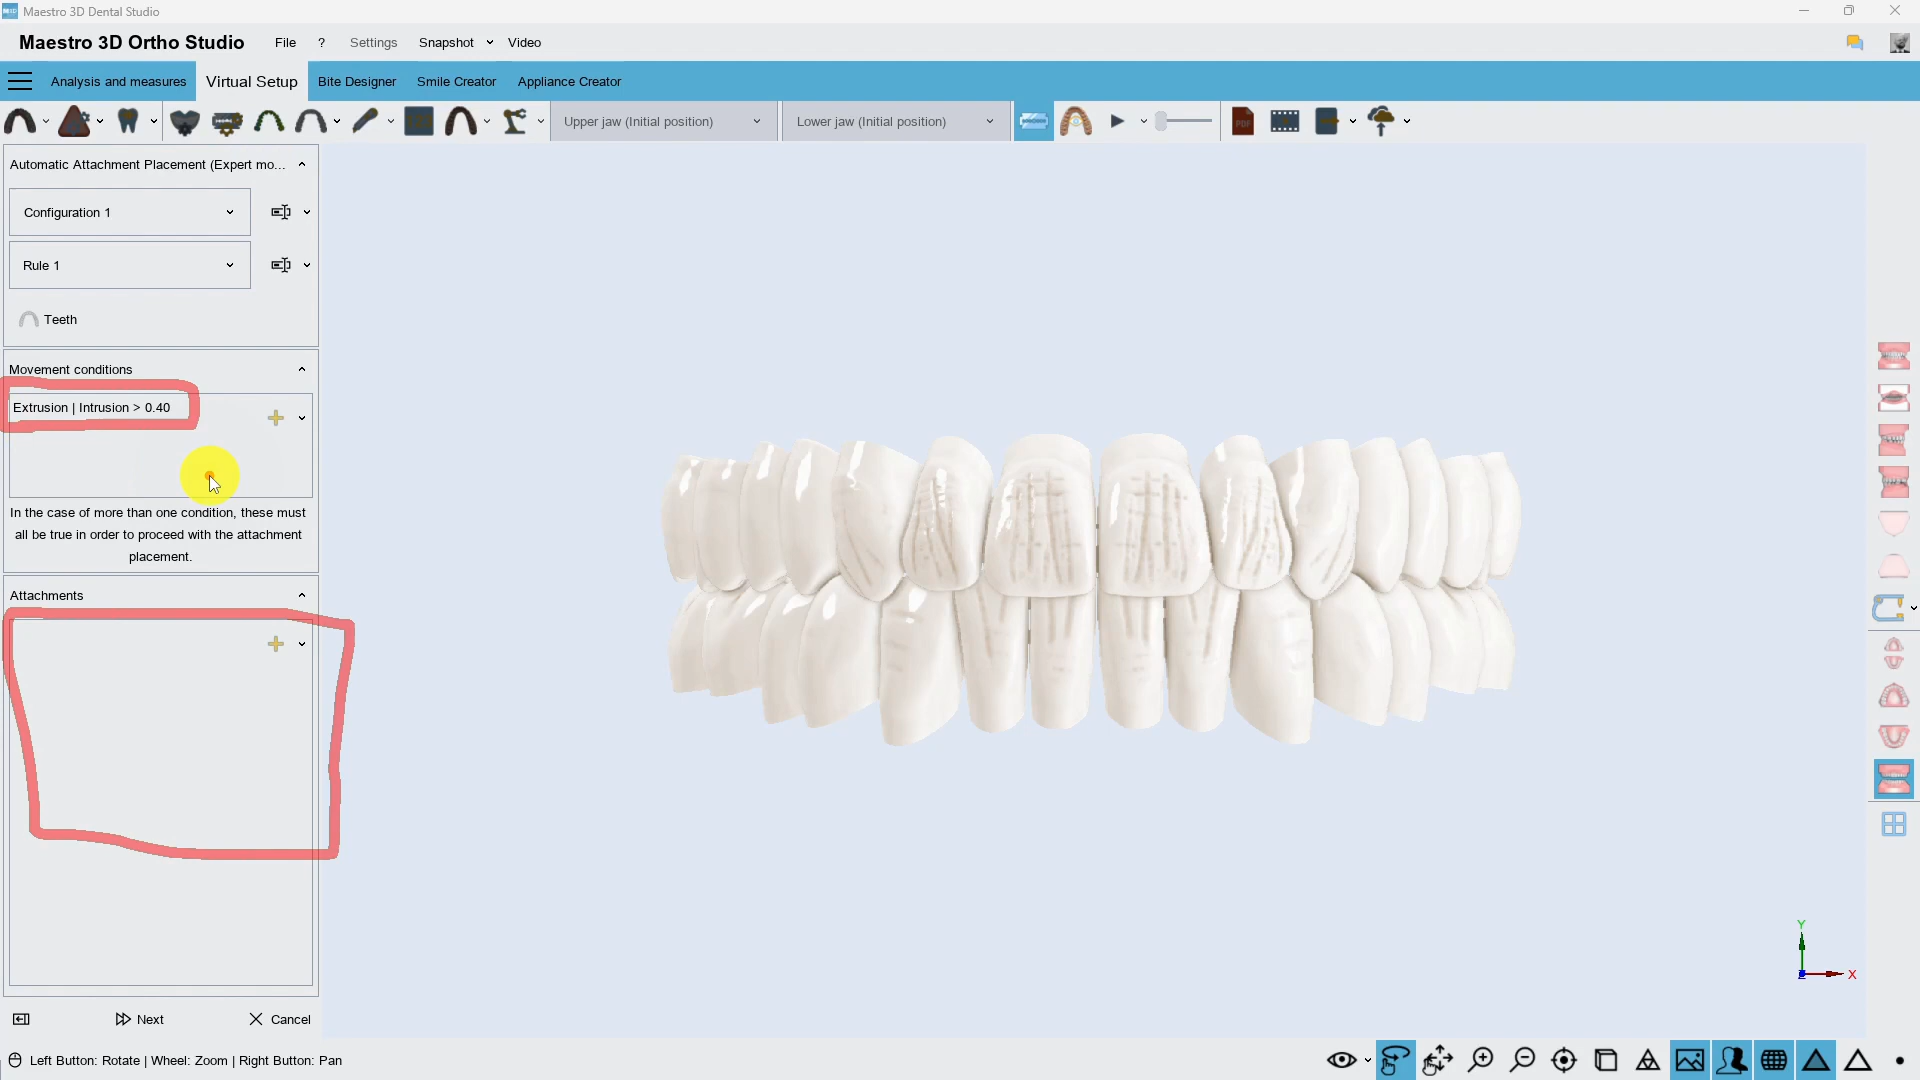 Maestro 3D Dental Studio
Maestro 3D Ortho Studio File ? Settings Snapshot Video
Analysis and measures Virtual Setup Bite Designer Smile Creator Appliance Creator
Upper jaw (Initial position) Lower jaw (Initial position) PDF
Automatic Attachment Placement (Expert mo...
Configuration 1
Rule 1
Teeth
Movement conditions
Extrusion | Intrusion > 0.40
In the case of more than one condition, these must
all be true in order to proceed with the attachment
placement.
Attachments
Y
X
Z
Next Cancel
Left Button: Rotate | Wheel: Zoom | Right Button: Pan